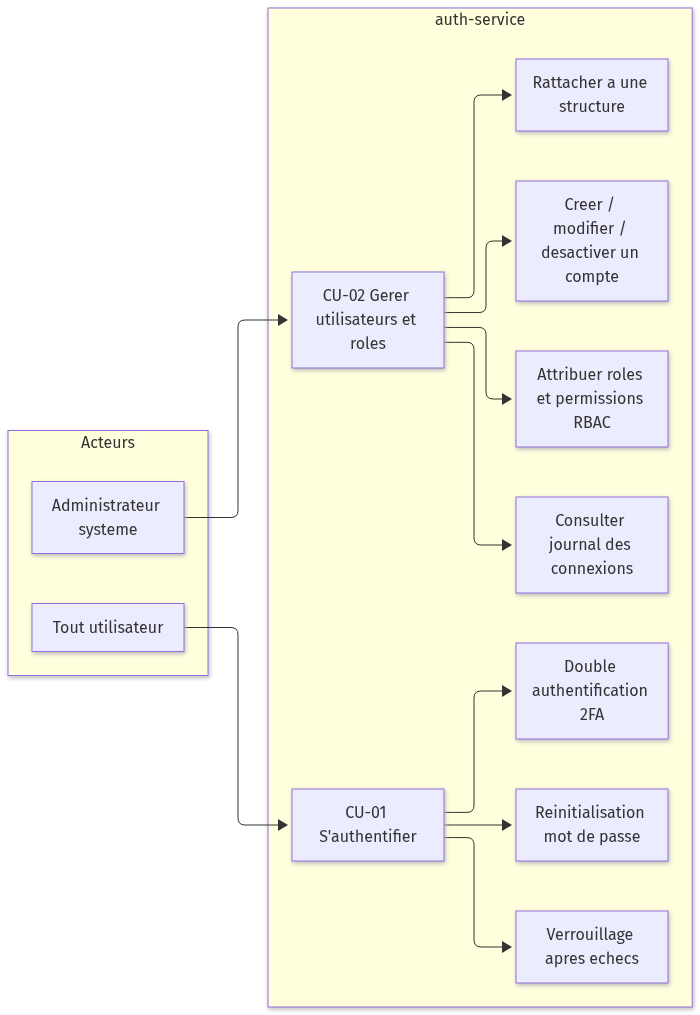 auth-service
Rattacher a une
structure
Creer /
modifier /
desactiver un
compte
CU-02 Gerer
utilisateurs et
roles
Attribuer roles
et permissions
RBAC
Acteurs
Administrateur
systeme
Consulter
journal des
connexions
Tout utilisateur
Double
authentification
2FA
CU-01
S'authentifier
Reinitialisation
mot de passe
Verrouillage
apres echecs